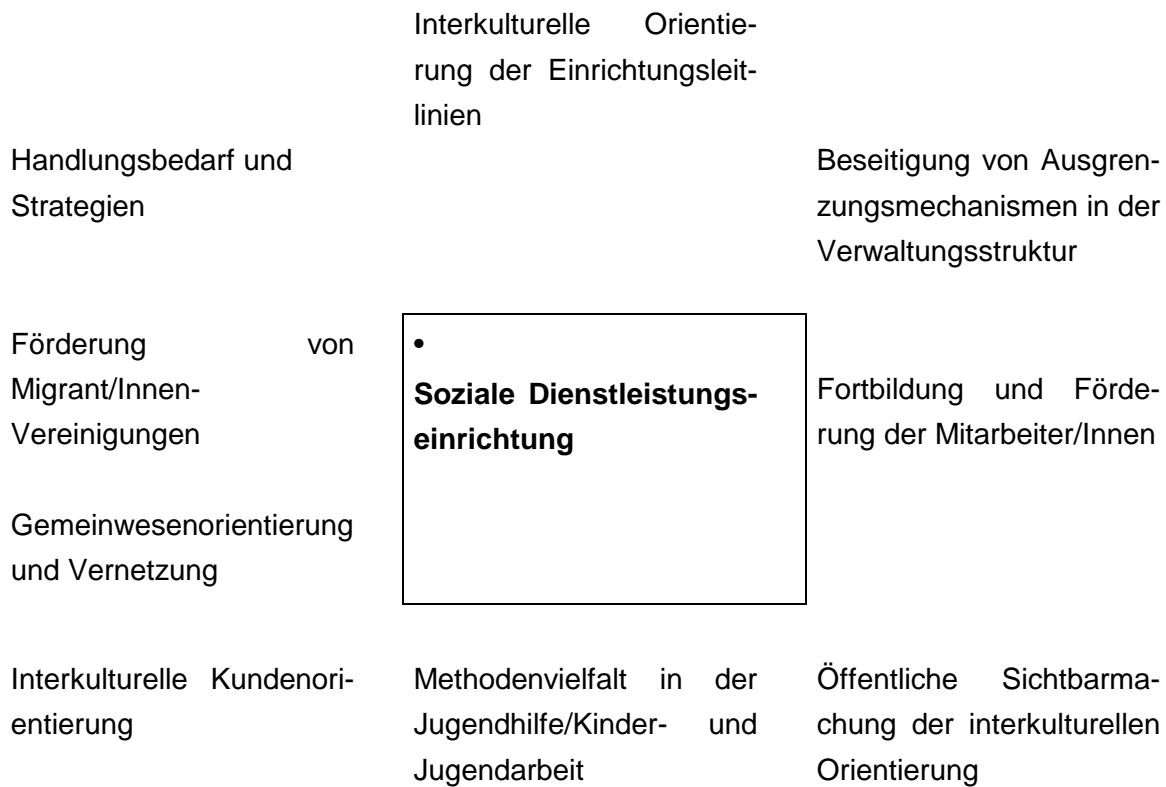 Interkulturelle Orientie-
rung der Einrichtungsleit-
linien
Handlungsbedarf und
Strategien
Beseitigung von Ausgren-
zungsmechanismen in der
Verwaltungsstruktur
Förderung von
Migrant/Innen-
Vereinigungen
•
Soziale Dienstleistungs-
einrichtung
Fortbildung und Förde-
rung der Mitarbeiter/Innen
Gemeinwesenorientierung
und Vernetzung
Interkulturelle Kundenori-
entierung
Methodenvielfalt in der
Jugendhilfe/Kinder- und
Jugendarbeit
Öffentliche Sichtbarma-
chung der interkulturellen
Orientierung